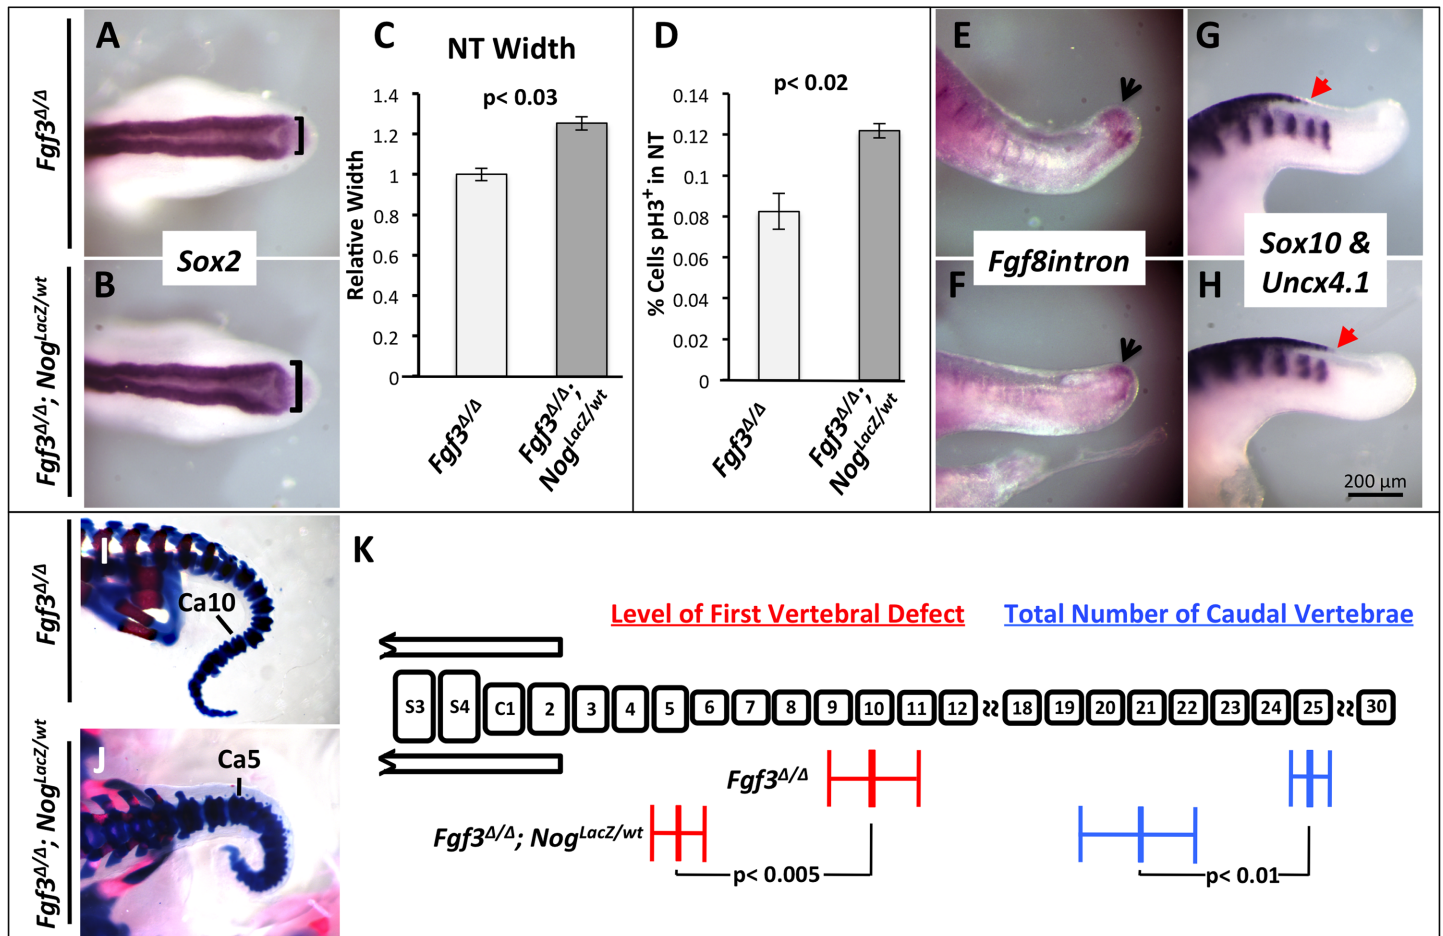 A
Fgf3Δ/Δ
B
Fgf3Δ/Δ; NogLacZ/wt
Sox2
C
NT Width
p< 0.03
Relative Width
1.4
1.2
1
0.8
0.6
0.4
0.2
0
Fgf3Δ/Δ
Fgf3Δ/Δ;
NogLacZ/wt
D
p< 0.02
% Cells pH3+ in NT
0.14
0.12
0.1
0.08
0.06
0.04
0.02
0
Fgf3Δ/Δ
Fgf3Δ/Δ;
NogLacZ/wt
E
F
Fgf8intron
G
H
Sox10 &
Uncx4.1
200 µm
I
Fgf3Δ/Δ
Ca10
J
Fgf3Δ/Δ; NogLacZ/wt
Ca5
K
Level of First Vertebral Defect
Total Number of Caudal Vertebrae
S3 S4 C1 2 3 4 5 6 7 8 9 10 11 12 ≈ 18 19 20 21 22 23 24 25 ≈ 30
Fgf3Δ/Δ
Fgf3Δ/Δ; NogLacZ/wt
p< 0.005
p< 0.01